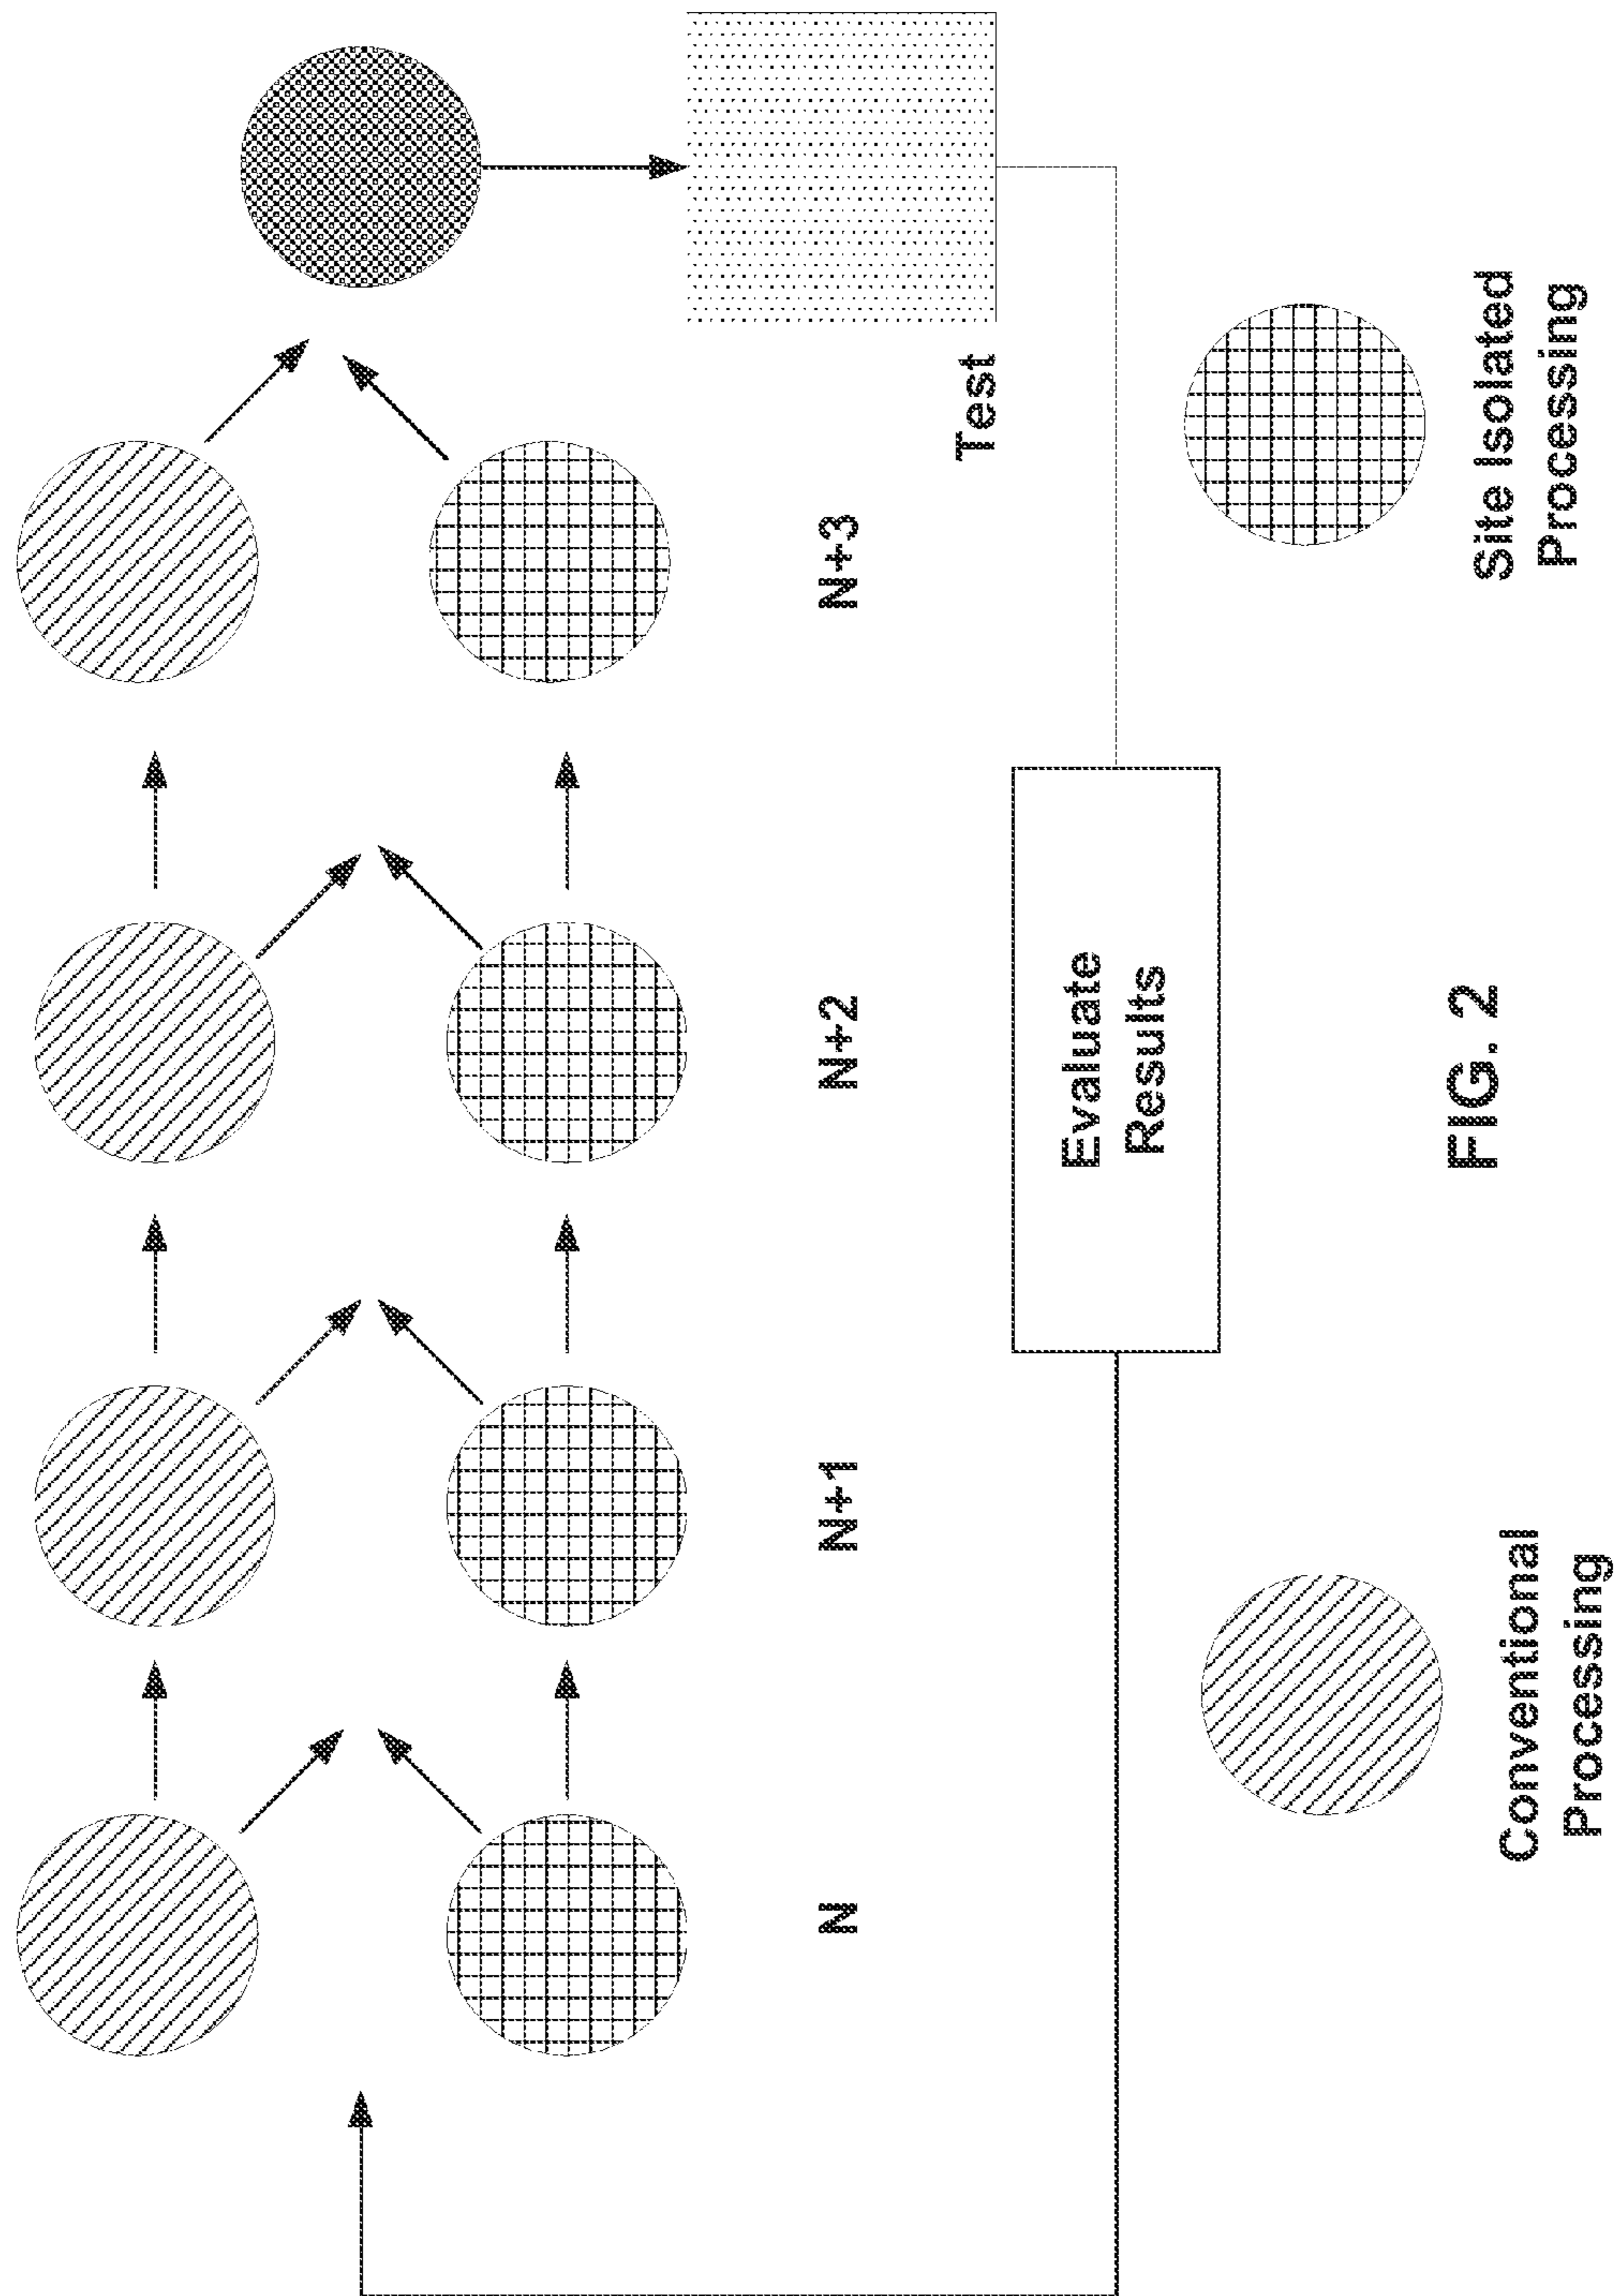 N
N+1
N+2
N+3
Test
Evaluate
Results
Conventional
Processing
Site Isolated
Processing
FIG. 2